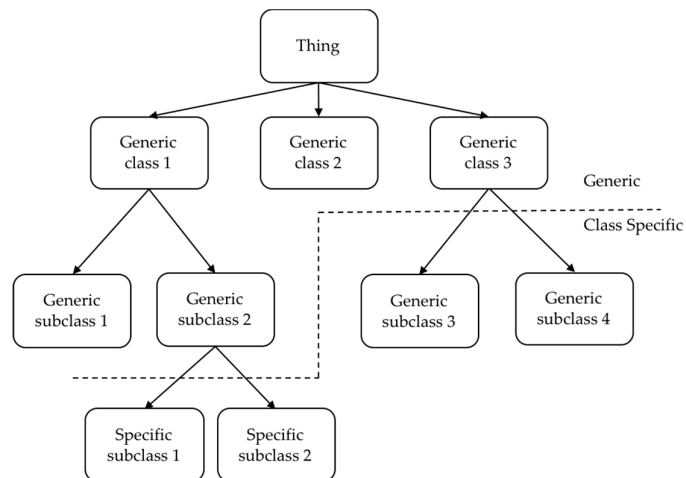 Thing
Generic
class 1
Generic
class 2
Generic
class 3
Generic
Class Specific
Generic
subclass 1
Generic
subclass 2
Generic
subclass 3
Generic
subclass 4
Specific
subclass 1
Specific
subclass 2